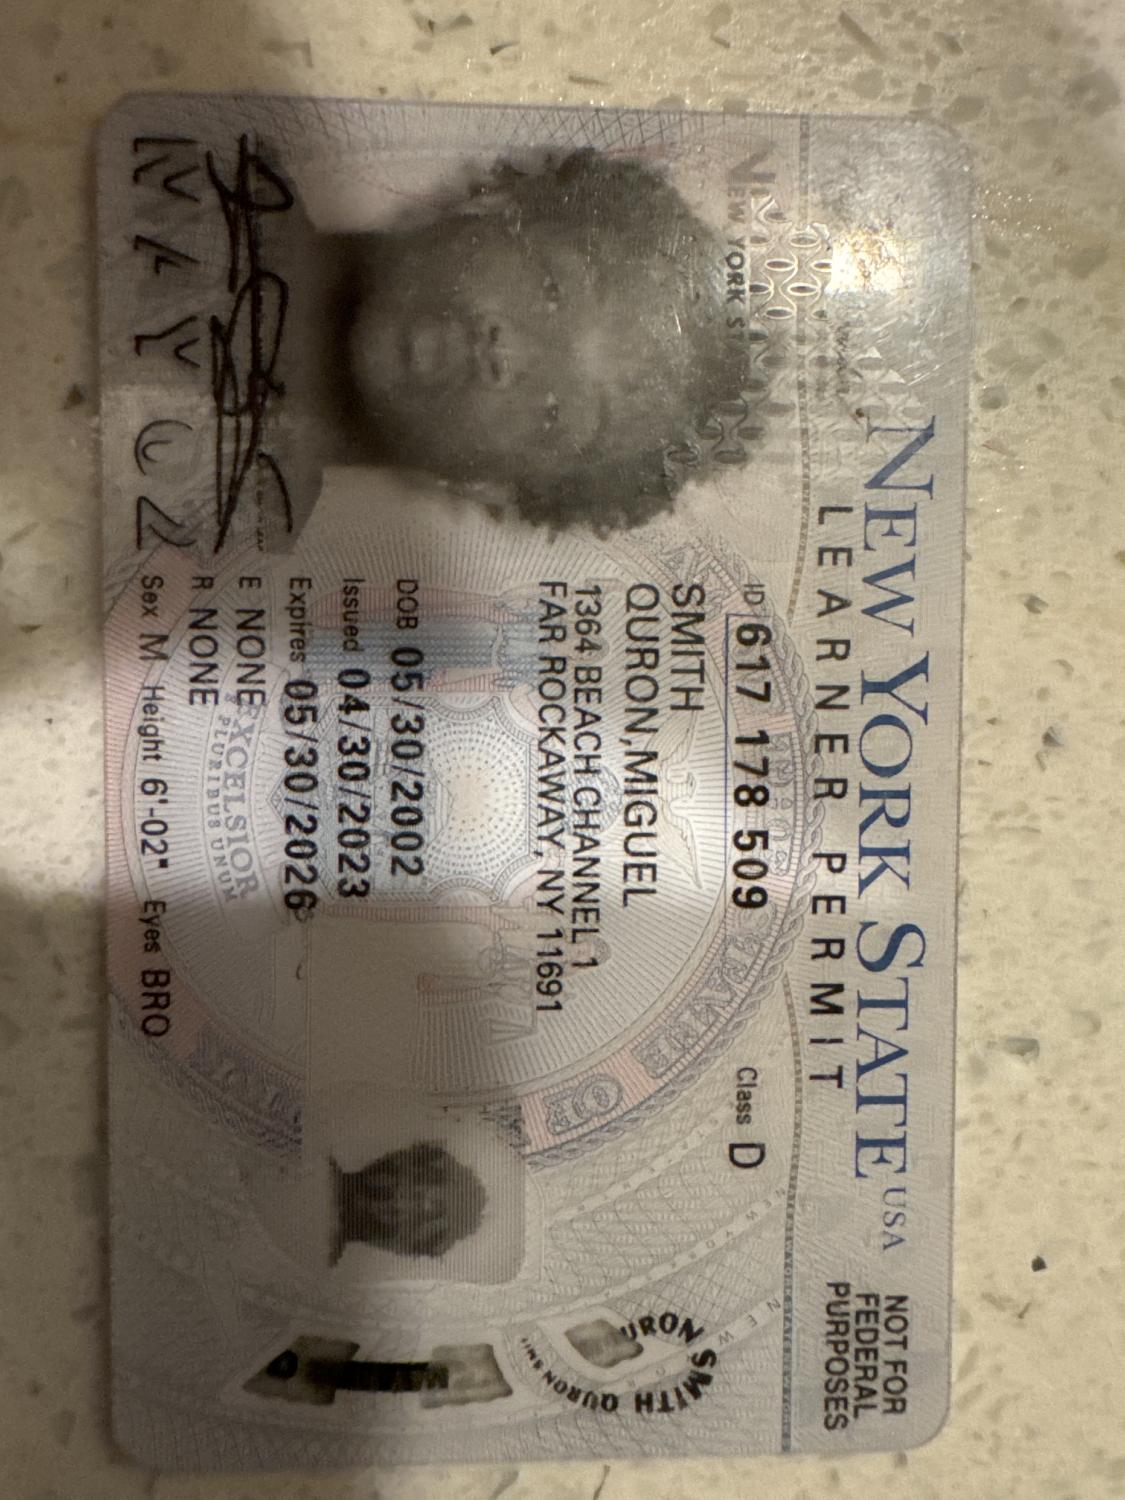 NEW YORK STATE USA
LEARNER PERMIT
NOT FOR
FEDERAL
PURPOSES
ID 617 178 509 Class D
SMITH
QURON,MIGUEL
1364 BEACH CHANNEL 1
FAR ROCKAWAY, NY 11691
DOB 05/30/2002
Issued 04/30/2023
Expires 05/30/2026
E NONE
R NONE
Sex M Height 6'-02" Eyes BRO
EXCELSIOR
E PLURIBUS UNUM
URON SMITH QURON SMI